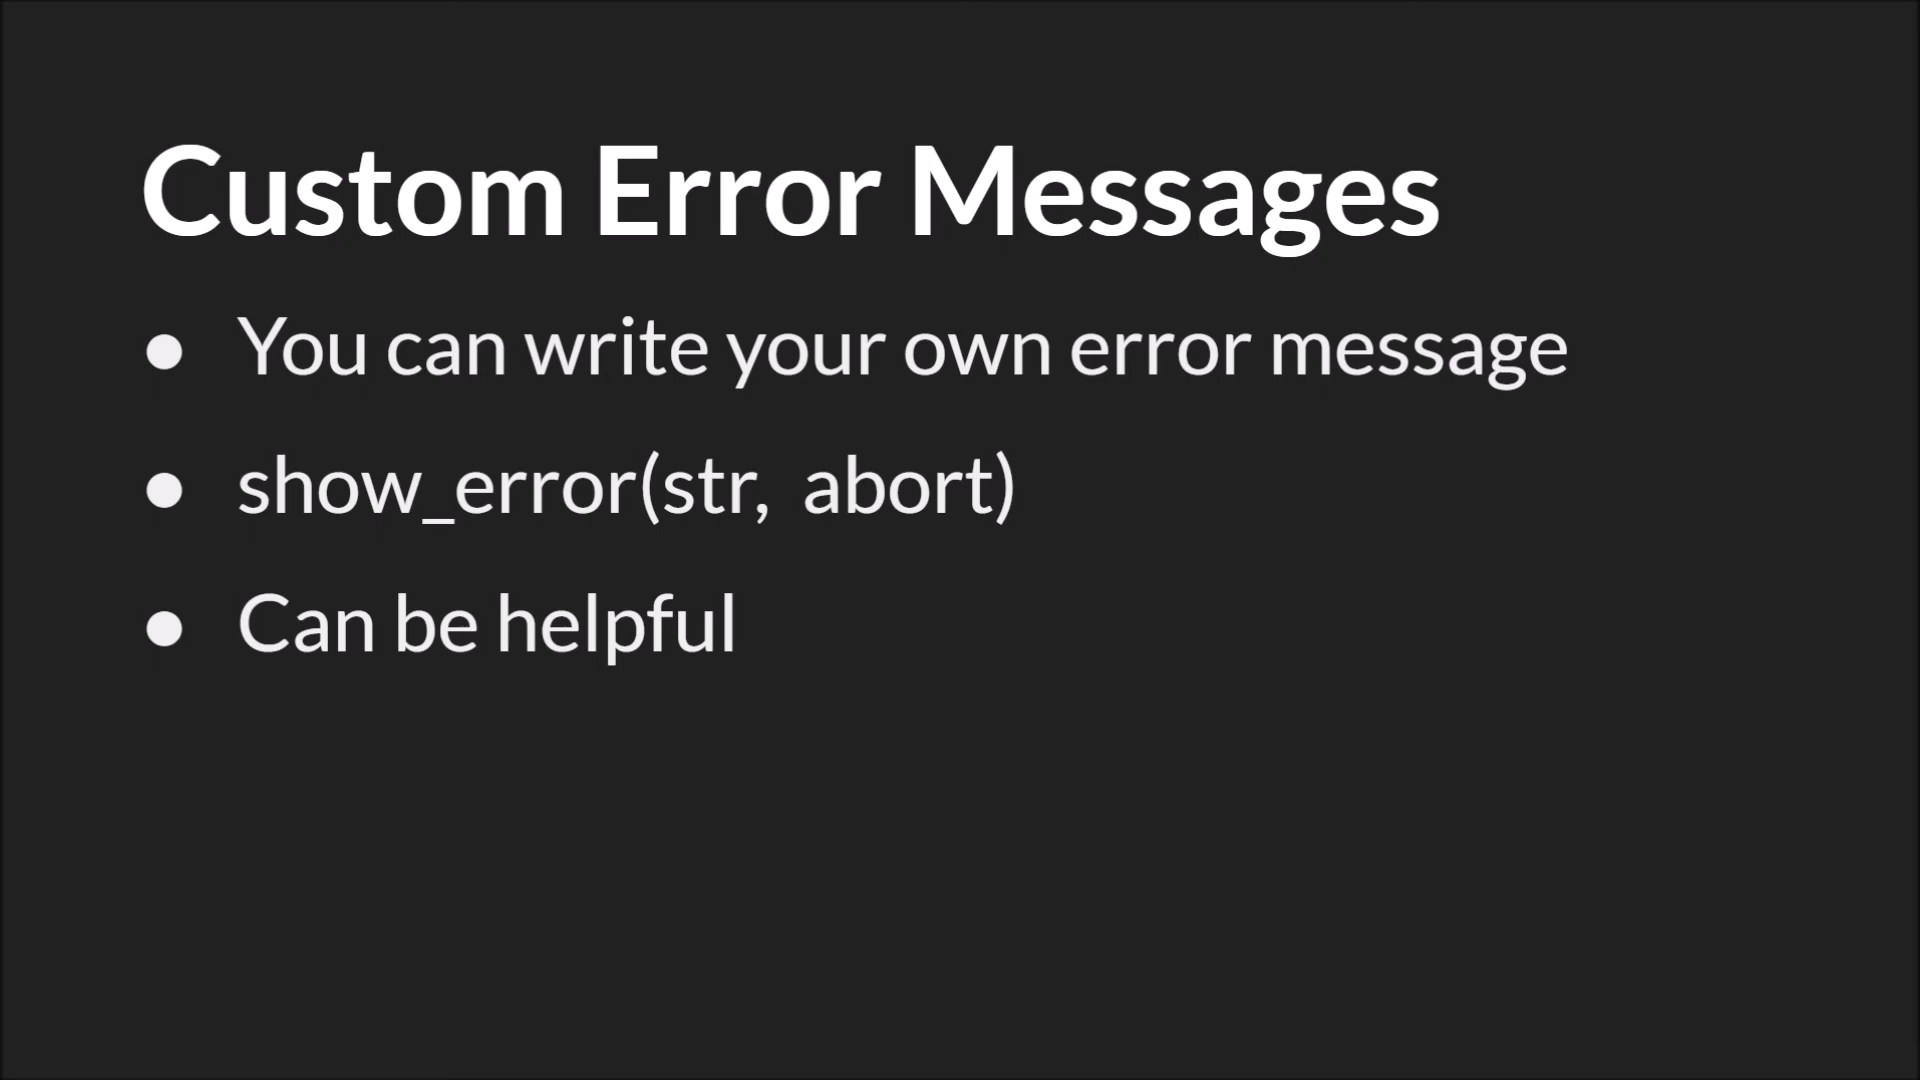 Custom Error Messages
● You can write your own error message
● show_error(str, abort)
● Can be helpful